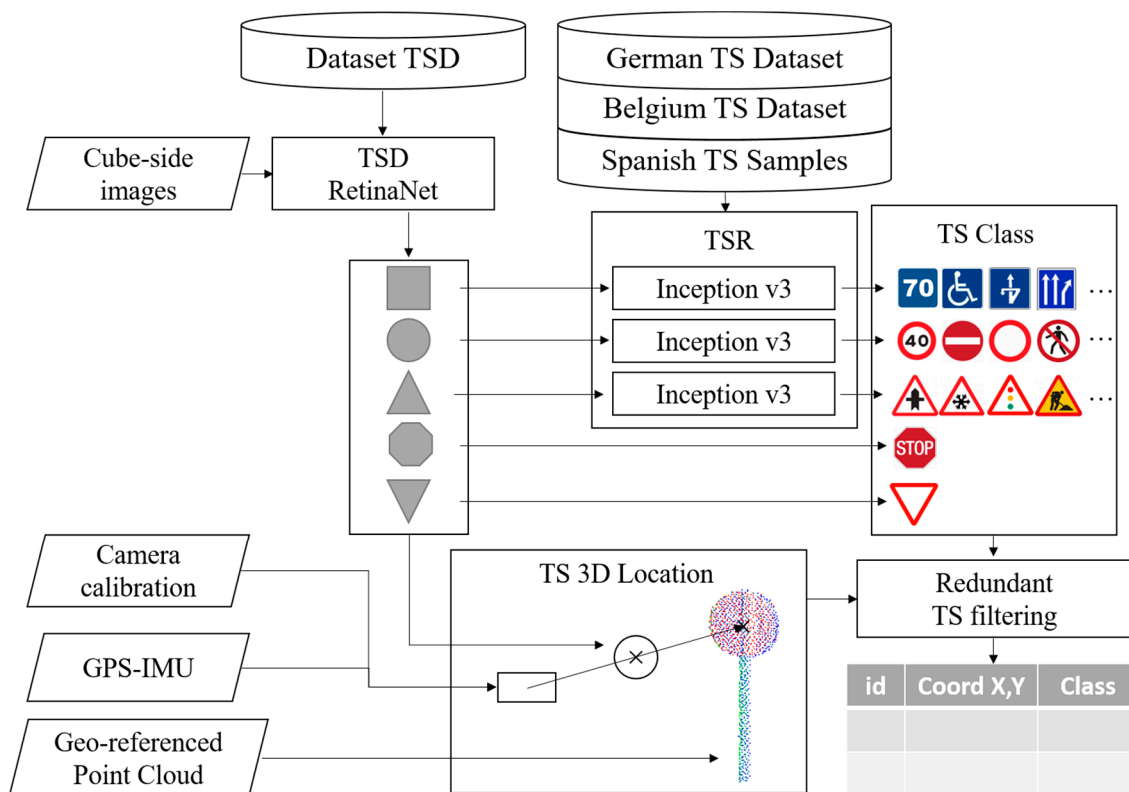 Dataset TSD
German TS Dataset
Belgium TS Dataset
Spanish TS Samples
Cube-side
images
TSD
RetinaNet
TSR
Inception v3
Inception v3
Inception v3
TS Class
70
...
40
...
...
STOP
Camera
calibration
GPS-IMU
Geo-referenced
Point Cloud
TS 3D Location
Redundant
TS filtering
id Coord X,Y Class